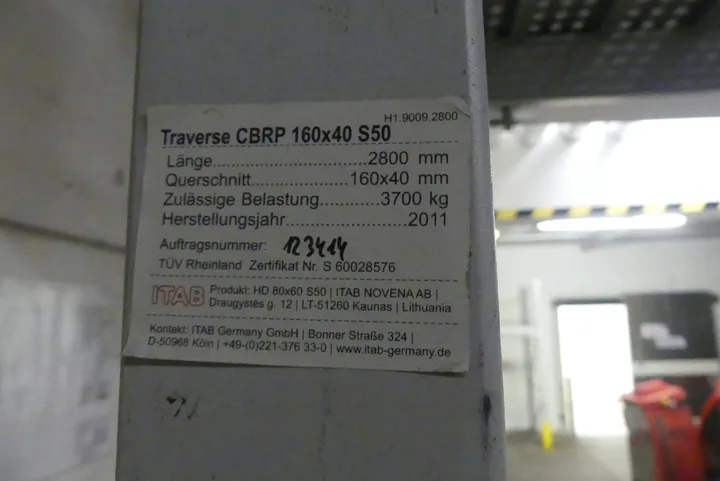 H1.9009.2800
Traverse CBRP 160x40 S50
Länge..............................2800 mm
Querschnitt..................160x40 mm
Zulässige Belastung...........3700 kg
Herstellungsjahr......................2011
Auftragsnummer: 123414
TÜV Rheinland Zertifikat Nr. S 60028576
ITAB Produkt: HD 80x60 S50 | ITAB NOVENA AB |
Draugystės g. 12 | LT-51260 Kaunas | Lithuania
Kontakt: ITAB Germany GmbH | Bonner Straße 324 |
D-50968 Köln | +49-(0)221-376 33-0 | www.itab-germany.de